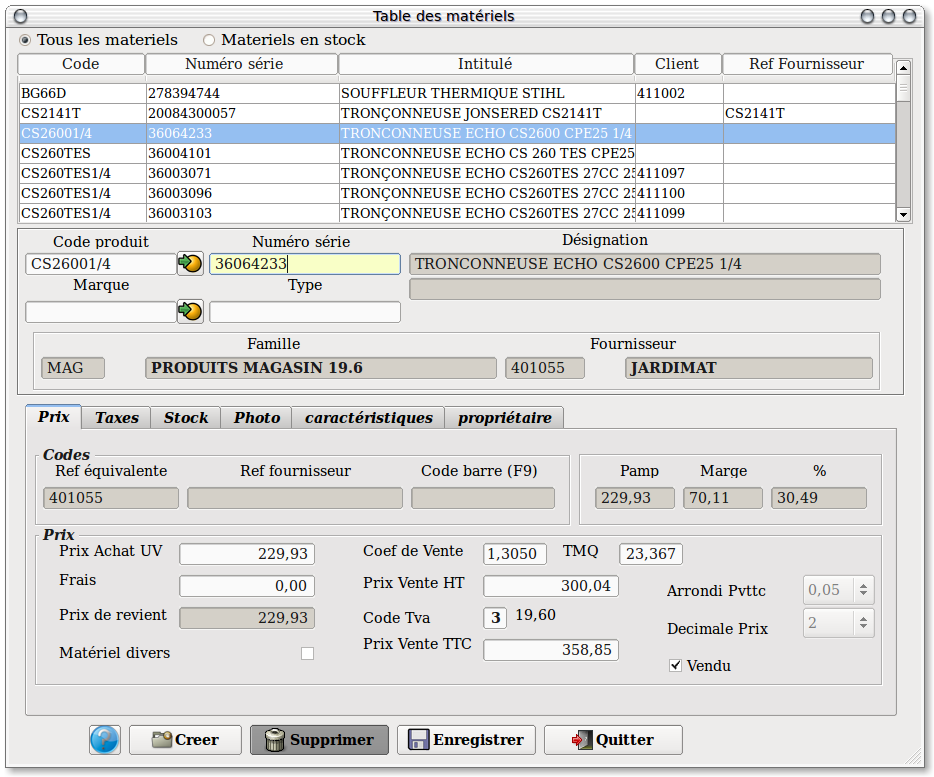 Table des matériels
Tous les materiels Materiels en stock
Code Numéro série Intitulé Client Ref Fournisseur
BG66D 278394744 SOUFFLEUR THERMIQUE STIHL 411002
CS2141T 20084300057 TRONÇONNEUSE JONSERED CS2141T CS2141T
CS26001/4 36064233 TRONCONNEUSE ECHO CS2600 CPE25 1/4
CS260TES 36004101 TRONCONNEUSE ECHO CS 260 TES CPE25
CS260TES1/4 36003071 TRONÇONNEUSE ECHO CS260TES 27CC 25 411097
CS260TES1/4 36003096 TRONÇONNEUSE ECHO CS260TES 27CC 25 411100
CS260TES1/4 36003103 TRONÇONNEUSE ECHO CS260TES 27CC 25 411099
Code produit Numéro série Désignation
CS26001/4 36064233 TRONCONNEUSE ECHO CS2600 CPE25 1/4
Marque Type
Famille Fournisseur
MAG PRODUITS MAGASIN 19.6 401055 JARDIMAT
Prix Taxes Stock Photo caractéristiques propriétaire
Codes
Ref équivalente Ref fournisseur Code barre (F9) Pamp Marge %
401055 229,93 70,11 30,49
Prix
Prix Achat UV 229,93 Coef de Vente 1,3050 TMQ 23,367
Frais 0,00 Prix Vente HT 300,04 Arrondi Pvttc 0,05
Prix de revient 229,93 Code Tva 3 19,60 Decimale Prix 2
Matériel divers Prix Vente TTC 358,85 Vendu
Creer Supprimer Enregistrer Quitter